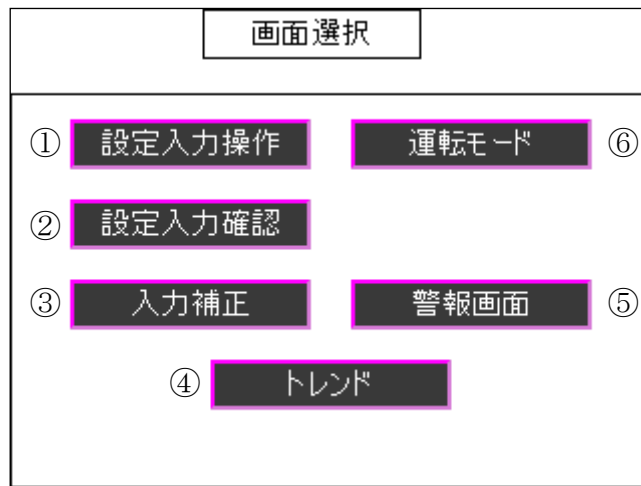 画面選択
① 設定入力操作 運転モード ⑥
② 設定入力確認
③ 入力補正 警報画面 ⑤
④ トレンド